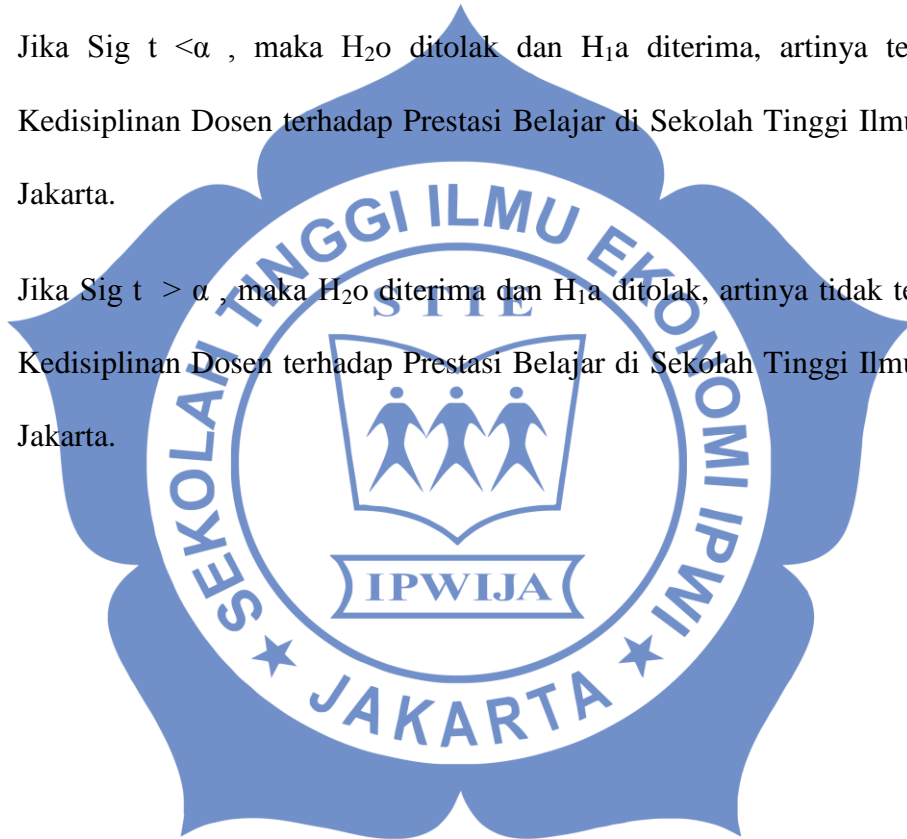 Jika Sig t <α , maka H₂o ditolak dan H₁a diterima, artinya te
Kedisiplinan Dosen terhadap Prestasi Belajar di Sekolah Tinggi Ilmu
Jakarta.
Jika Sig t > α , maka H₂o diterima dan H₁a ditolak, artinya tidak te
Kedisiplinan Dosen terhadap Prestasi Belajar di Sekolah Tinggi Ilmu
Jakarta.
SEKOLAH TINGGI ILMU EKONOMI IPWI
STIE
IPWIJA
★ JAKARTA ★